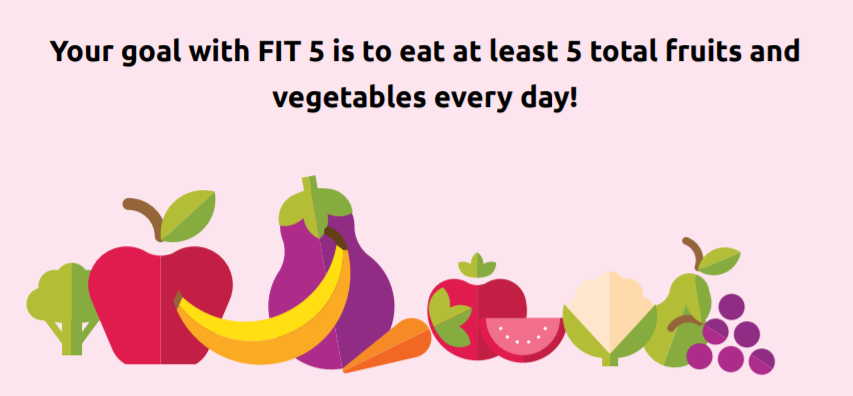 Your goal with FIT 5 is to eat at least 5 total fruits and
vegetables every day!